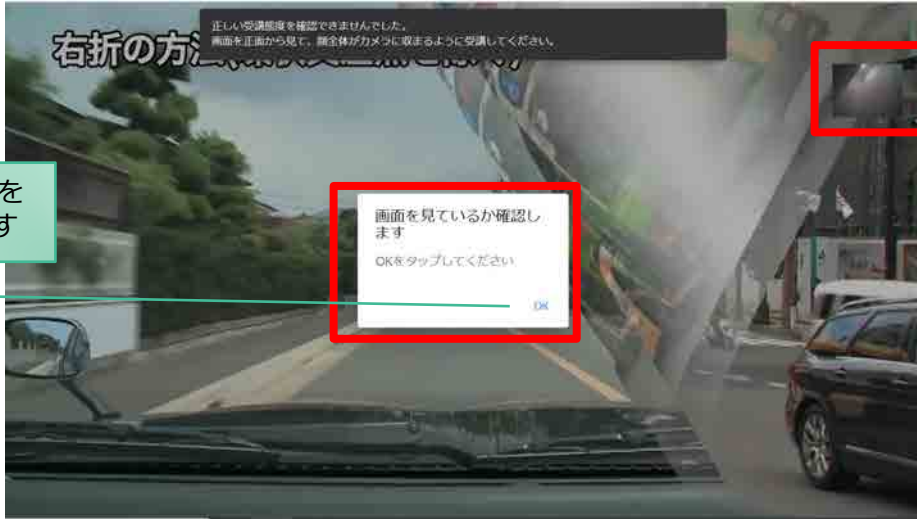 正しい受講態度を確認できませんでした。
画面を正面から見て、顔全体がカメラに収まるように受講してください。
右折の方法
を
す
画面を見ているか確認し
ます
OKをタップしてください
OK